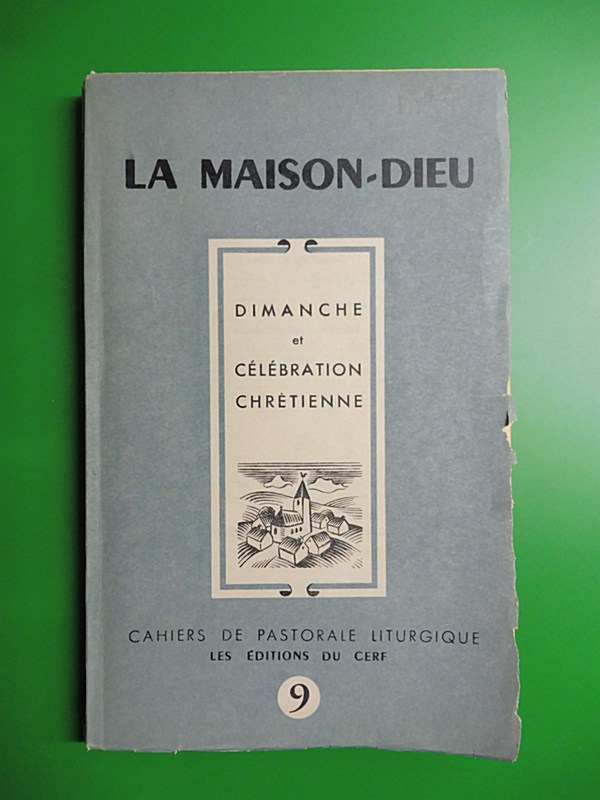 LA MAISON-DIEU
DIMANCHE
et
CÉLÉBRATION
CHRÉTIENNE
CAHIERS DE PASTORALE LITURGIQUE
LES ÉDITIONS DU CERF
9